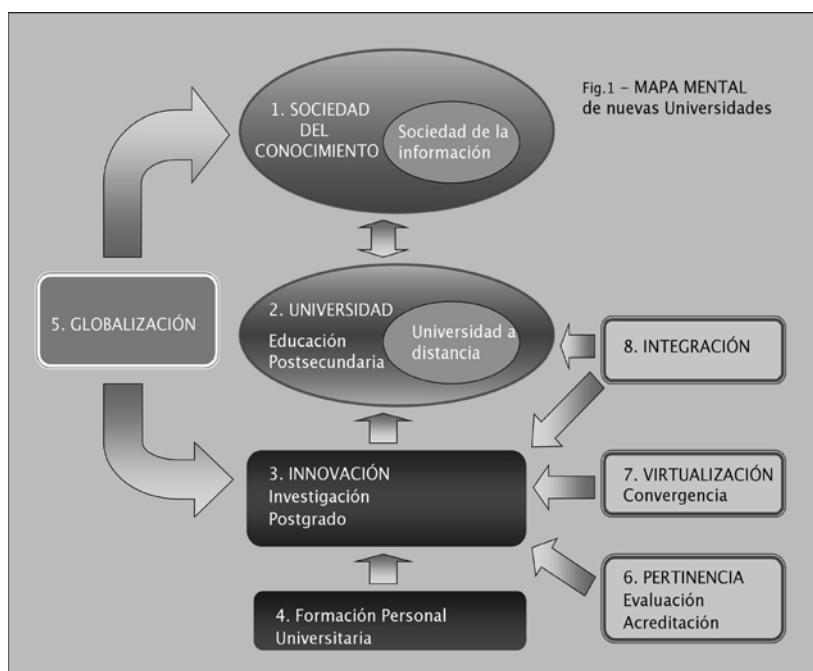 Fig.1 – MAPA MENTAL
de nuevas Universidades
1. SOCIEDAD
DEL
CONOCIMIENTO
Sociedad de la
información
5. GLOBALIZACIÓN
2. UNIVERSIDAD
Educación
Postsecundaria
Universidad a
distancia
8. INTEGRACIÓN
3. INNOVACIÓN
Investigación
Postgrado
7. VIRTUALIZACIÓN
Convergencia
4. Formación Personal
Universitaria
6. PERTINENCIA
Evaluación
Acreditación